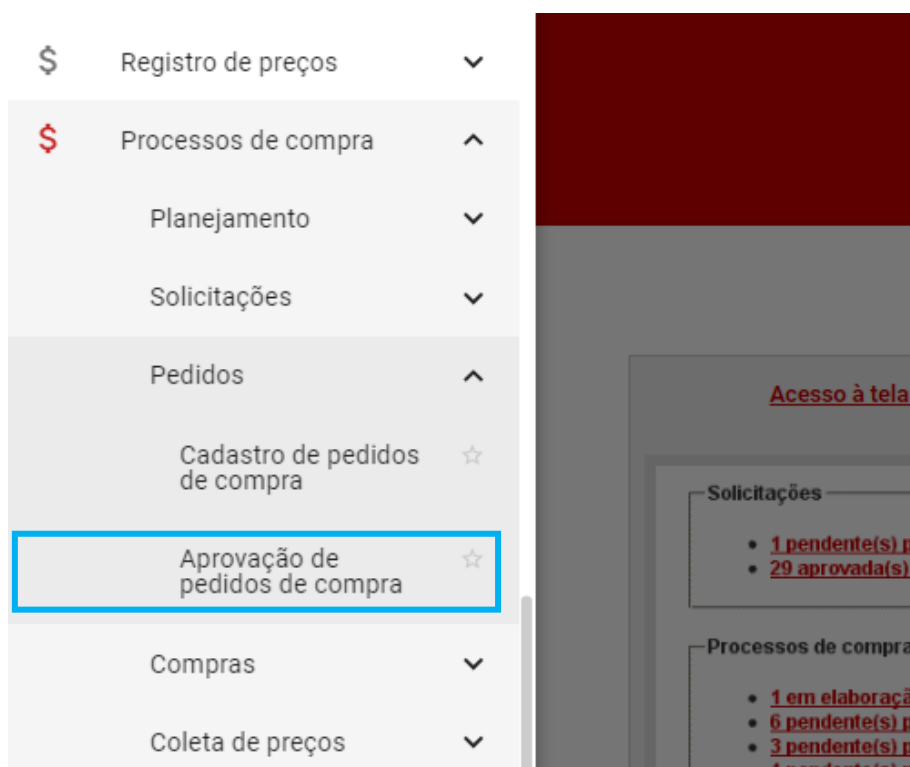 $ Registro de preços
$ Processos de compra
Planejamento
Solicitações
Pedidos
Cadastro de pedidos
de compra
Aprovação de
pedidos de compra
Compras
Coleta de preços
Acesso à tela
Solicitações
1 pendente(s)
29 aprovada(s)
Processos de compra
1 em
6 pendente(s)
3 pendente(s)